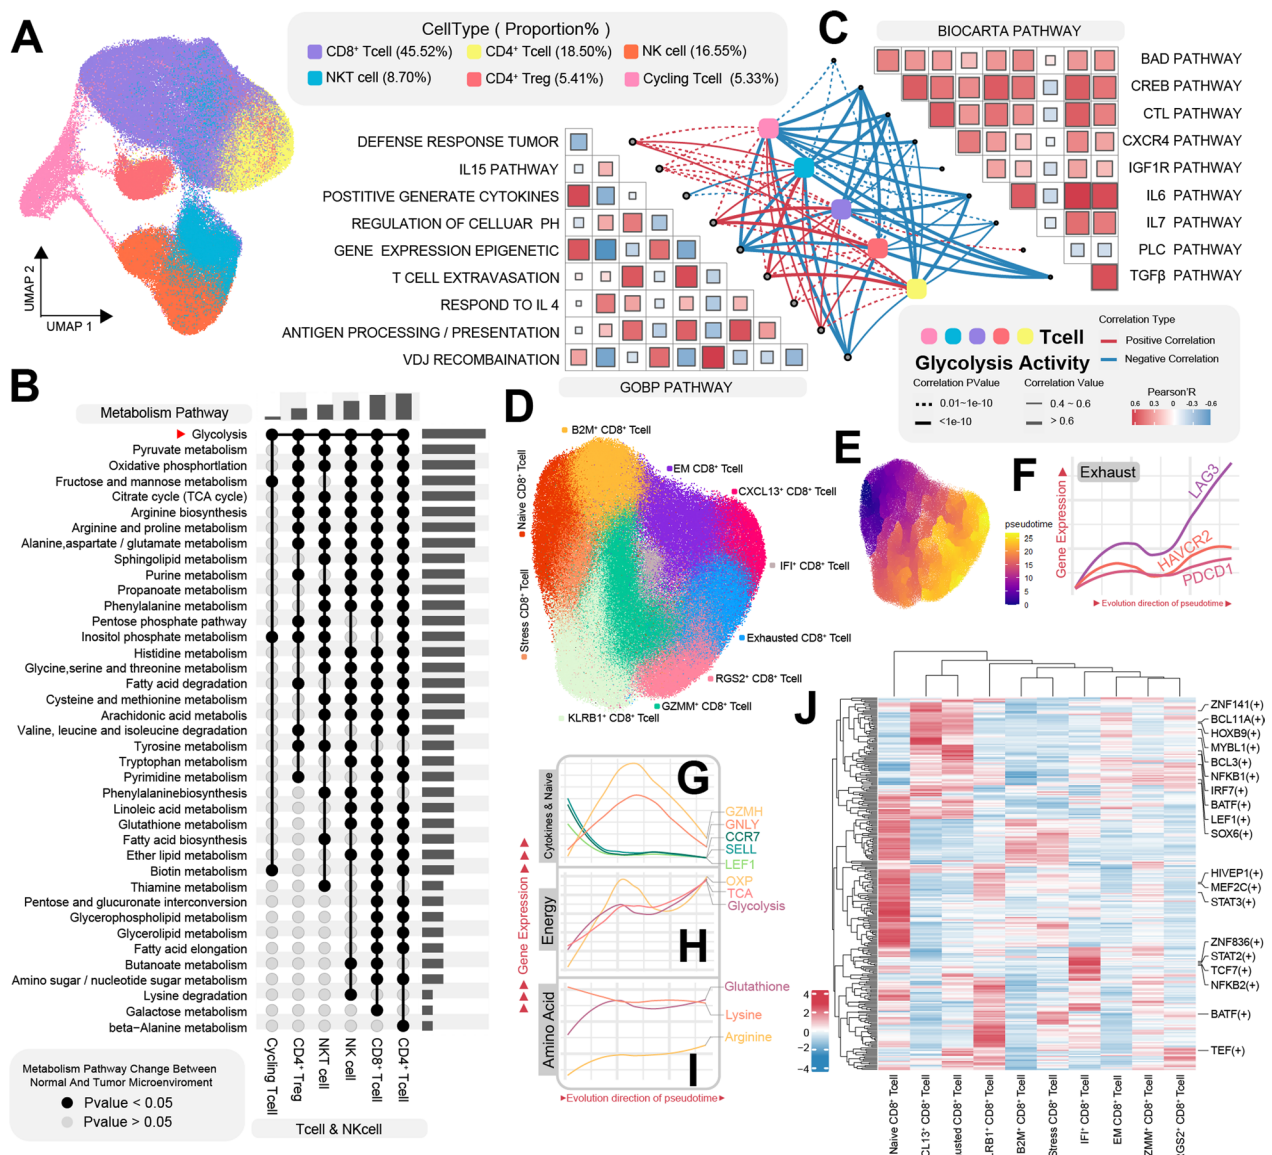 A
CellType ( Proportion% )
CD8⁺ Tcell (45.52%)
CD4⁺ Tcell (18.50%)
NK cell (16.55%)
NKT cell (8.70%)
CD4⁺ Treg (5.41%)
Cycling Tcell (5.33%)
UMAP 2
UMAP 1
C
BIOCARTA PATHWAY
BAD PATHWAY
CREB PATHWAY
CTL PATHWAY
CXCR4 PATHWAY
IGF1R PATHWAY
IL6 PATHWAY
IL7 PATHWAY
PLC PATHWAY
TGFβ PATHWAY
DEFENSE RESPONSE TUMOR
IL15 PATHWAY
POSTITIVE GENERATE CYTOKINES
REGULATION OF CELLUAR PH
GENE EXPRESSION EPIGENETIC
T CELL EXTRAVASATION
RESPOND TO IL 4
ANTIGEN PROCESSING / PRESENTATION
VDJ RECOMBAINATION
GOBP PATHWAY
Tcell
Glycolysis Activity
Correlation Type
Positive Correlation
Negative Correlation
Correlation PValue
0.01~1e-10
<1e-10
Correlation Value
0.4 ~ 0.6
> 0.6
Pearson'R
0.6 0.3 0 -0.3 -0.6
B
Metabolism Pathway
Glycolysis
Pyruvate metabolism
Oxidative phosphortlation
Fructose and mannose metabolism
Citrate cycle (TCA cycle)
Arginine biosynthesis
Arginine and proline metabolism
Alanine,aspartate / glutamate metabolism
Sphingolipid metabolism
Purine metabolism
Propanoate metabolism
Phenylalanine metabolism
Pentose phosphate pathway
Inositol phosphate metabolism
Histidine metabolism
Glycine,serine and threonine metabolism
Fatty acid degradation
Cysteine and methionine metabolism
Arachidonic acid metabolis
Valine, leucine and isoleucine degradation
Tyrosine metabolism
Tryptophan metabolism
Pyrimidine metabolism
Phenylalaninebiosynthesis
Linoleic acid metabolism
Glutathione metabolism
Fatty acid biosynthesis
Ether lipid metabolism
Biotin metabolism
Thiamine metabolism
Pentose and glucuronate interconversion
Glycerophospholipid metabolism
Glycerolipid metabolism
Fatty acid elongation
Butanoate metabolism
Amino sugar / nucleotide sugar metabolism
Lysine degradation
Galactose metabolism
beta-Alanine metabolism
Cycling Tcell
CD4⁺ Treg
NKT cell
NK cell
CD8⁺ Tcell
CD4⁺ Tcell
Tcell & NKcell
Metabolism Pathway Change Between
Normal And Tumor Microenviroment
Pvalue < 0.05
Pvalue > 0.05
D
B2M⁺ CD8⁺ Tcell
EM CD8⁺ Tcell
CXCL13⁺ CD8⁺ Tcell
IFI⁺ CD8⁺ Tcell
Exhausted CD8⁺ Tcell
RGS2⁺ CD8⁺ Tcell
GZMM⁺ CD8⁺ Tcell
KLRB1⁺ CD8⁺ Tcell
Stress CD8⁺ Tcell
Naive CD8⁺ Tcell
E
pseudotime
25
20
15
10
5
0
F
Exhaust
Gene Expression
LAG3
HAVCR2
PDCD1
Evolution direction of pseudotime
G
Cytokines & Naive
GZMH
GNLY
CCR7
SELL
LEF1
H
Energy
OXP
TCA
Glycolysis
I
Amino Acid
Glutathione
Lysine
Arginine
Gene Expression
Evolution direction of pseudotime
J
ZNF141(+)
BCL11A(+)
HOXB9(+)
MYBL1(+)
BCL3(+)
NFKB1(+)
IRF7(+)
BATF(+)
LEF1(+)
SOX6(+)
HIVEP1(+)
MEF2C(+)
STAT3(+)
ZNF836(+)
STAT2(+)
TCF7(+)
NFKB2(+)
BATF(+)
TEF(+)
4
2
0
−2
−4
Naive CD8⁺ Tcell
CL13⁺ CD8⁺ Tcell
usted CD8⁺ Tcell
LRB1⁺ CD8⁺ Tcell
B2M⁺ CD8⁺ Tcell
Stress CD8⁺ Tcell
IFI⁺ CD8⁺ Tcell
EM CD8⁺ Tcell
ZMM⁺ CD8⁺ Tcell
RGS2⁺ CD8⁺ Tcell